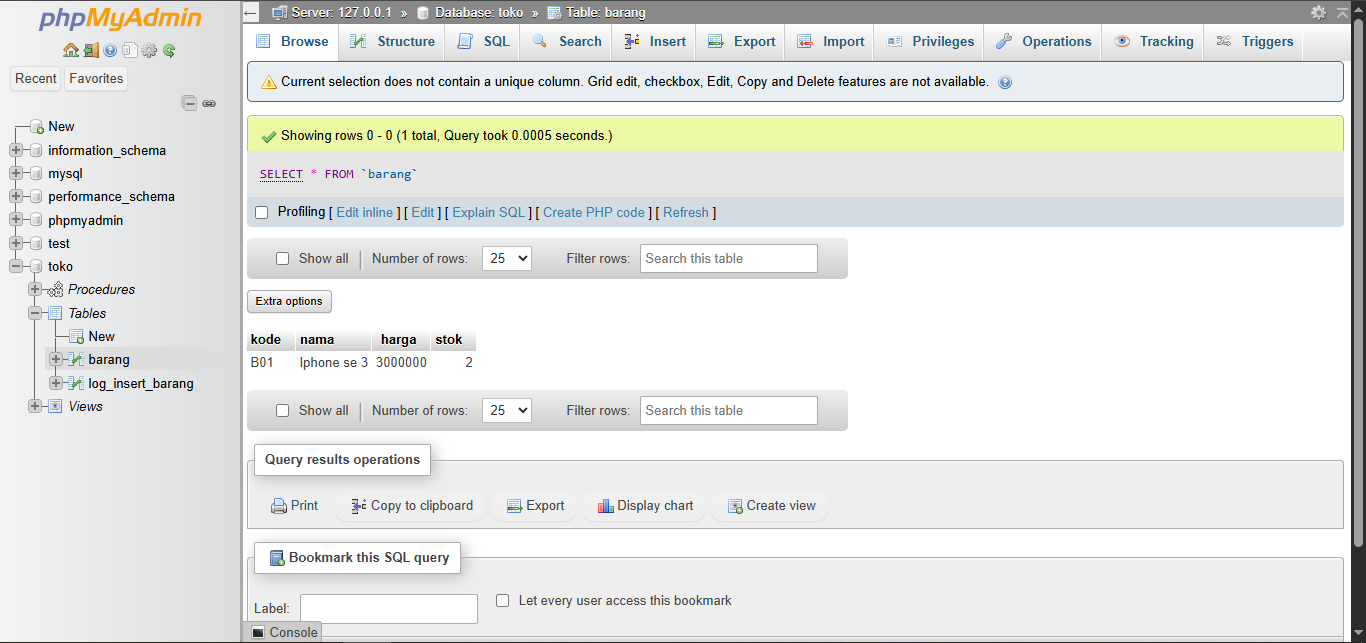 phpMyAdmin
Recent Favorites
New
information_schema
mysql
performance_schema
phpmyadmin
test
toko
Procedures
Tables
New
barang
log_insert_barang
Views
Server: 127.0.0.1 » Database: toko » Table: barang
Browse Structure SQL Search Insert Export Import Privileges Operations Tracking Triggers
Current selection does not contain a unique column. Grid edit, checkbox, Edit, Copy and Delete features are not available.
Showing rows 0 - 0 (1 total, Query took 0.0005 seconds.)
SELECT * FROM `barang`
Profiling [ Edit inline ] [ Edit ] [ Explain SQL ] [ Create PHP code ] [ Refresh ]
Show all Number of rows: 25 Filter rows: Search this table
Extra options
kode nama harga stok
B01 Iphone se 3 3000000 2
Show all Number of rows: 25 Filter rows: Search this table
Query results operations
Print Copy to clipboard Export Display chart Create view
Bookmark this SQL query
Label: Let every user access this bookmark
Console